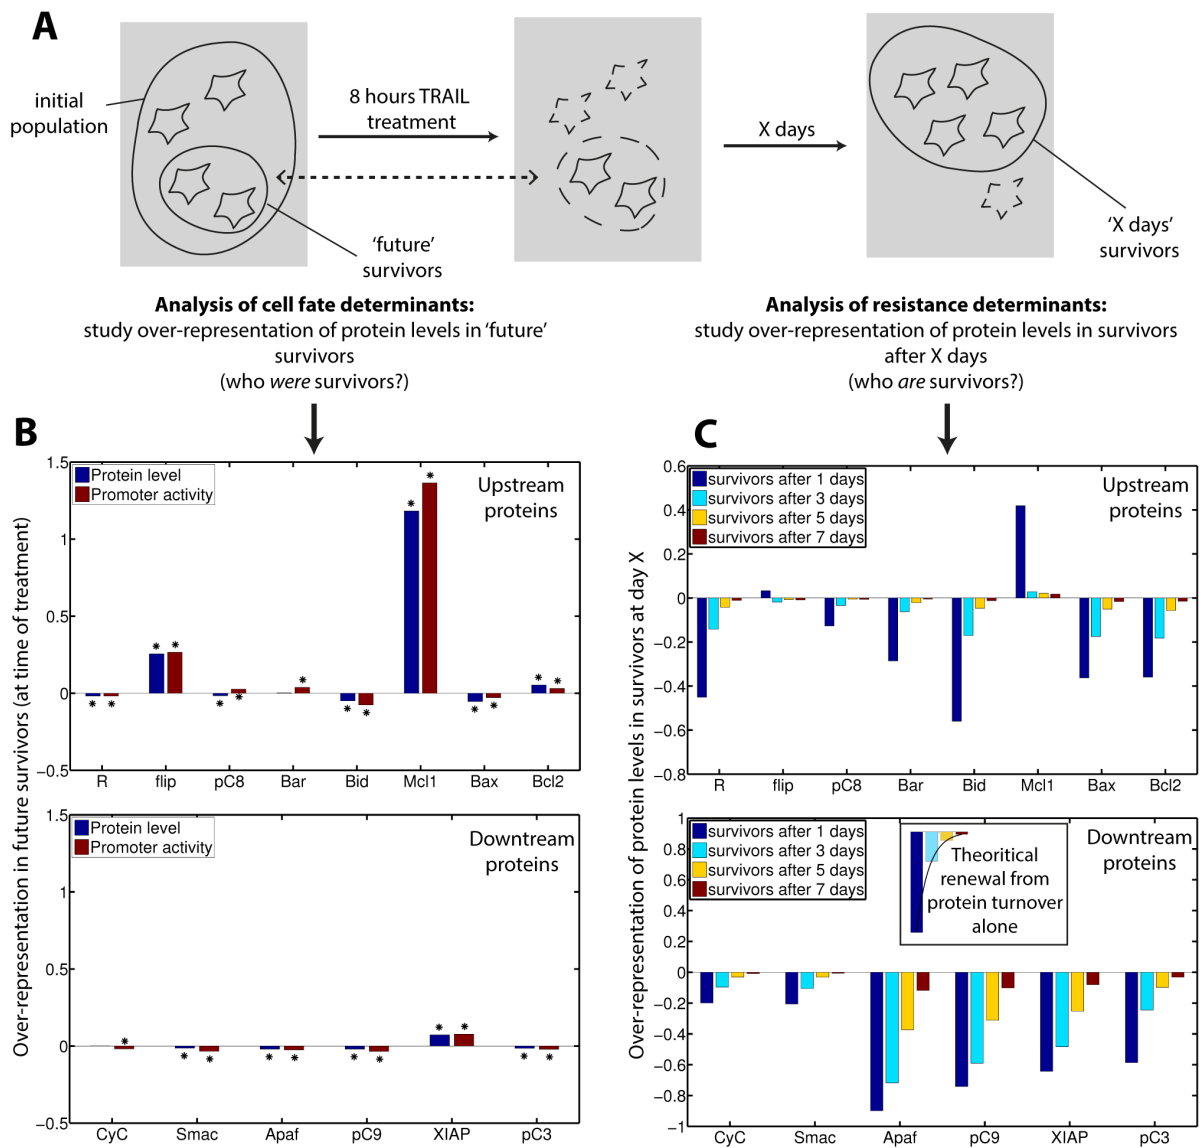 A
initial
population
8 hours TRAIL
treatment
X days
'future'
survivors
'X days'
survivors
Analysis of cell fate determinants:
study over-representation of protein levels in 'future'
survivors
(who were survivors?)
Analysis of resistance determinants:
study over-representation of protein levels in survivors
after X days
(who are survivors?)
B
Over-representation in future survivors (at time of treatment)
Protein level
Promoter activity
Upstream
proteins
1.5
1
0.5
0
−0.5
R flip pC8 Bar Bid Mcl1 Bax Bcl2
Protein level
Promoter activity
Downtream
proteins
1.5
1
0.5
0
−0.5
CyC Smac Apaf pC9 XIAP pC3
C
Over-representation of protein levels in survivors at day X
survivors after 1 days
survivors after 3 days
survivors after 5 days
survivors after 7 days
Upstream
proteins
0.6
0.4
0.2
0
−0.2
−0.4
−0.6
−0.8
R flip pC8 Bar Bid Mcl1 Bax Bcl2
survivors after 1 days
survivors after 3 days
survivors after 5 days
survivors after 7 days
Theoritical
renewal from
protein turnover
alone
Downtream
proteins
1
0.8
0.6
0.4
0.2
0
−0.2
−0.4
−0.6
−0.8
−1
CyC Smac Apaf pC9 XIAP pC3